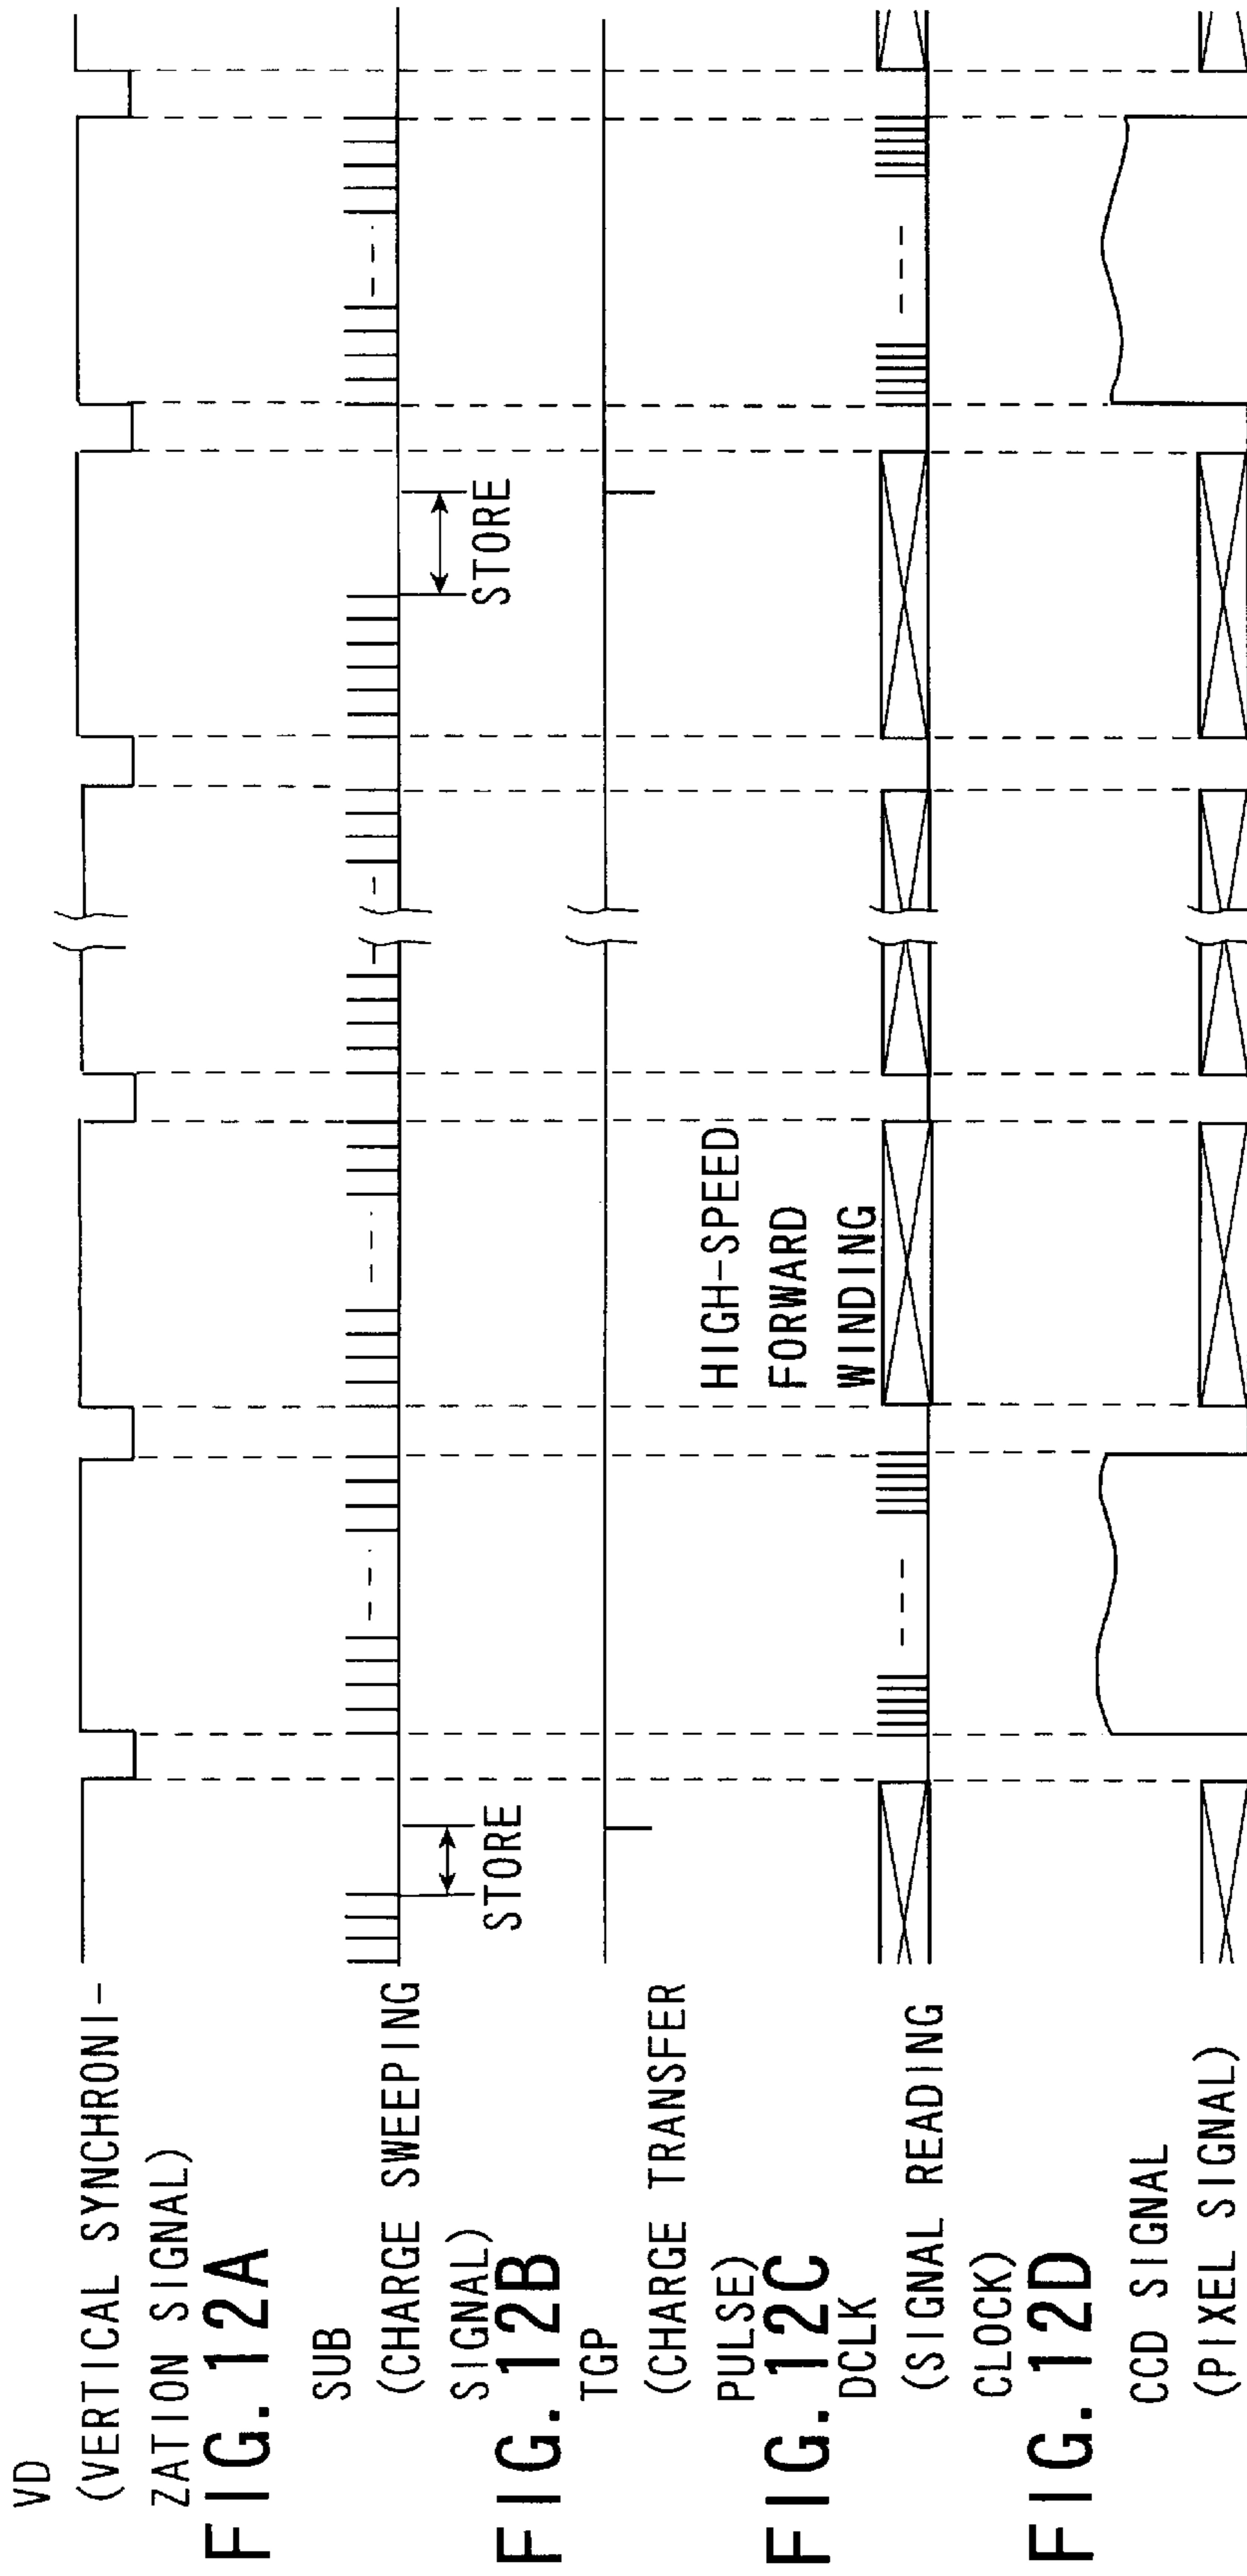 VD
(VERTICAL SYNCHRONI-
ZATION SIGNAL)
FIG. 12A
SUB
(CHARGE SWEEPING
SIGNAL)
FIG. 12B
TGP
(CHARGE TRANSFER
PULSE)
FIG. 12C
DCLK
(SIGNAL READING
CLOCK)
FIG. 12D
CCD SIGNAL
(PIXEL SIGNAL)
STORE
STORE
HIGH-SPEED
FORWARD
WINDING